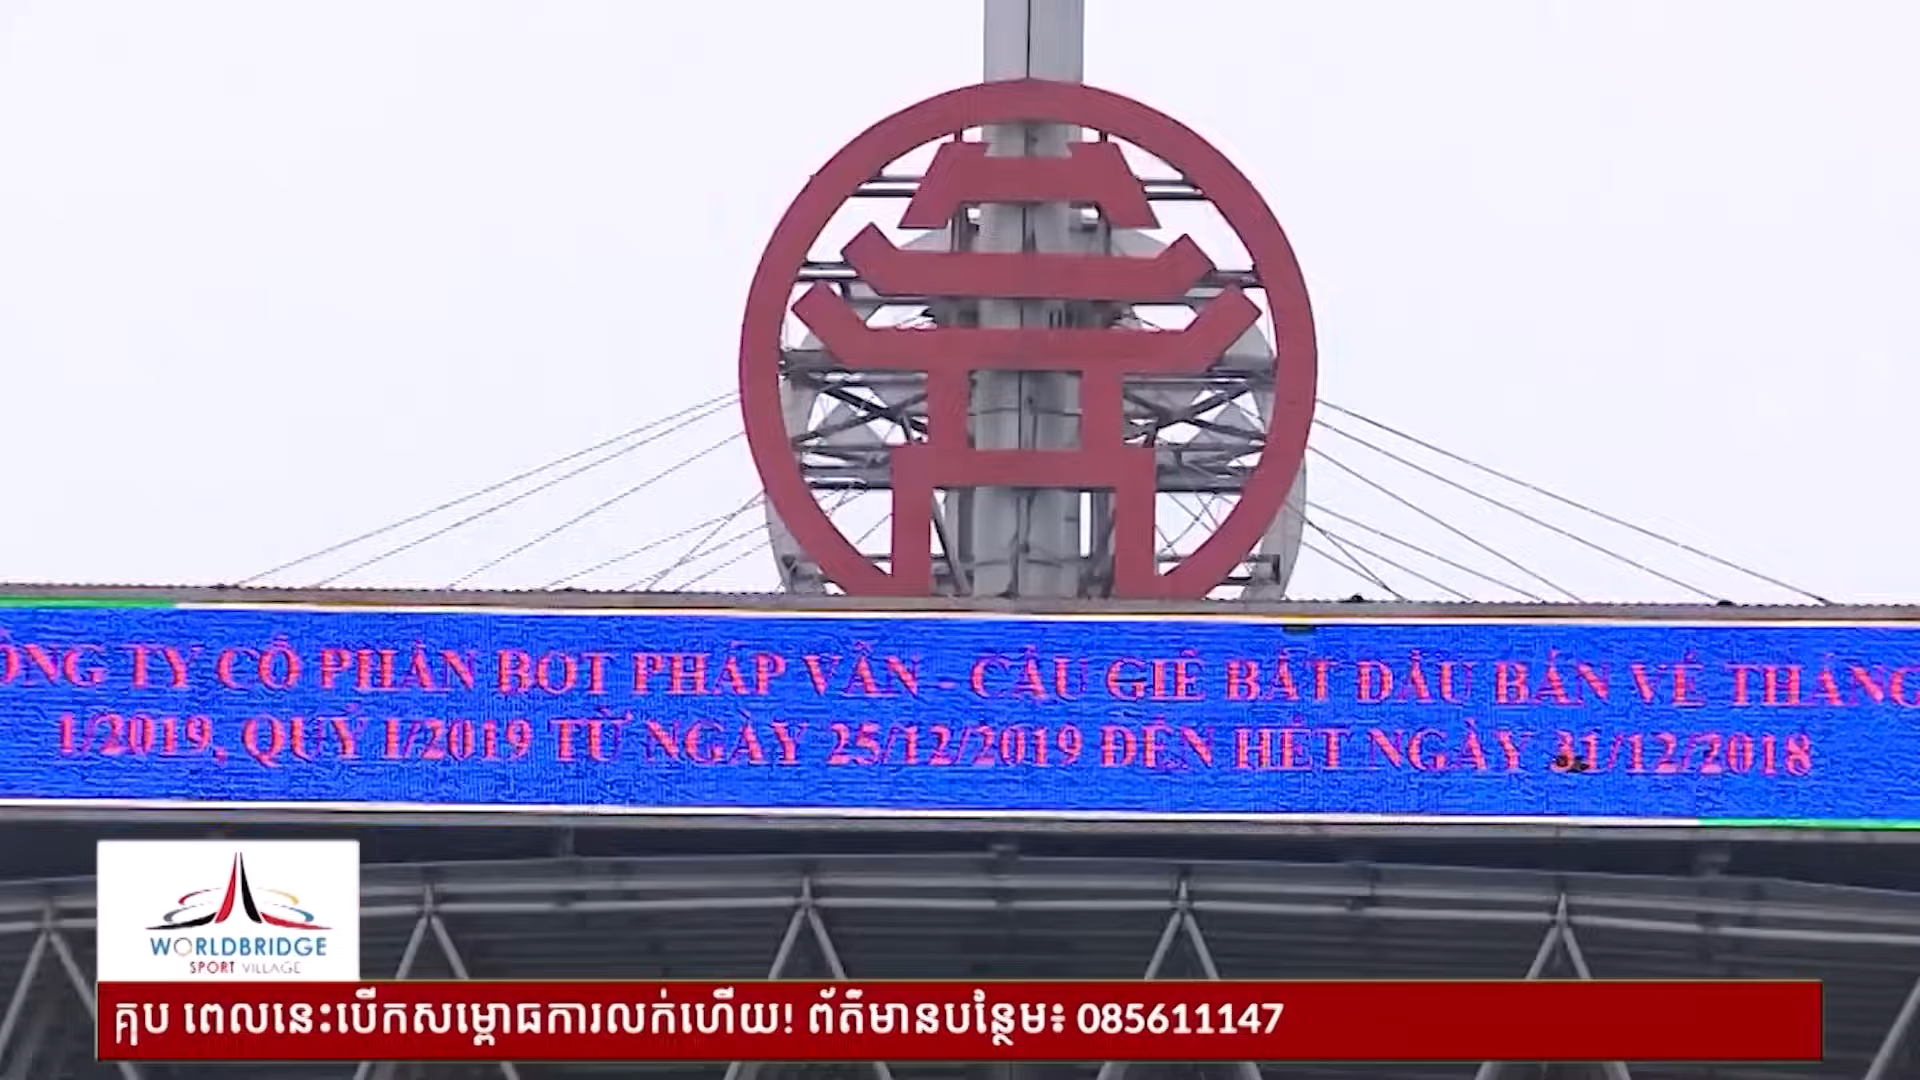 ÔNG TY CỔ PHẦN BOT PHÁP VÂN - CẦU GIẼ BẮT ĐẦU BÁN VÉ THÁNG
1/2019, QUÝ I/2019 TỪ NGÀY 25/12/2019 ĐẾN HẾT NGÀY 31/12/2018
WORLDBRIDGE
SPORT VILLAGE
គុប ពេលនេះបើកសម្ពោធការលក់ហើយ! ព័ត៌មានបន្ថែម៖ 085611147